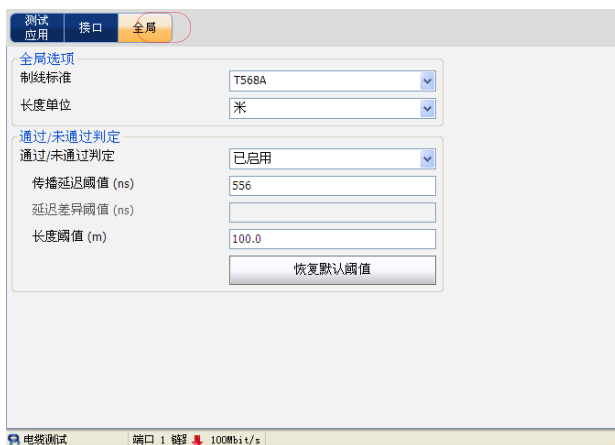 测试
应用
接口
全局
全局选项
制线标准
T568A
长度单位
米
通过/未通过判定
通过/未通过判定
已启用
传播延迟阈值 (ns)
556
延迟差异阈值 (ns)
长度阈值 (m)
100.0
恢复默认阈值
电缆测试
端口 1 链路 100Mbit/s